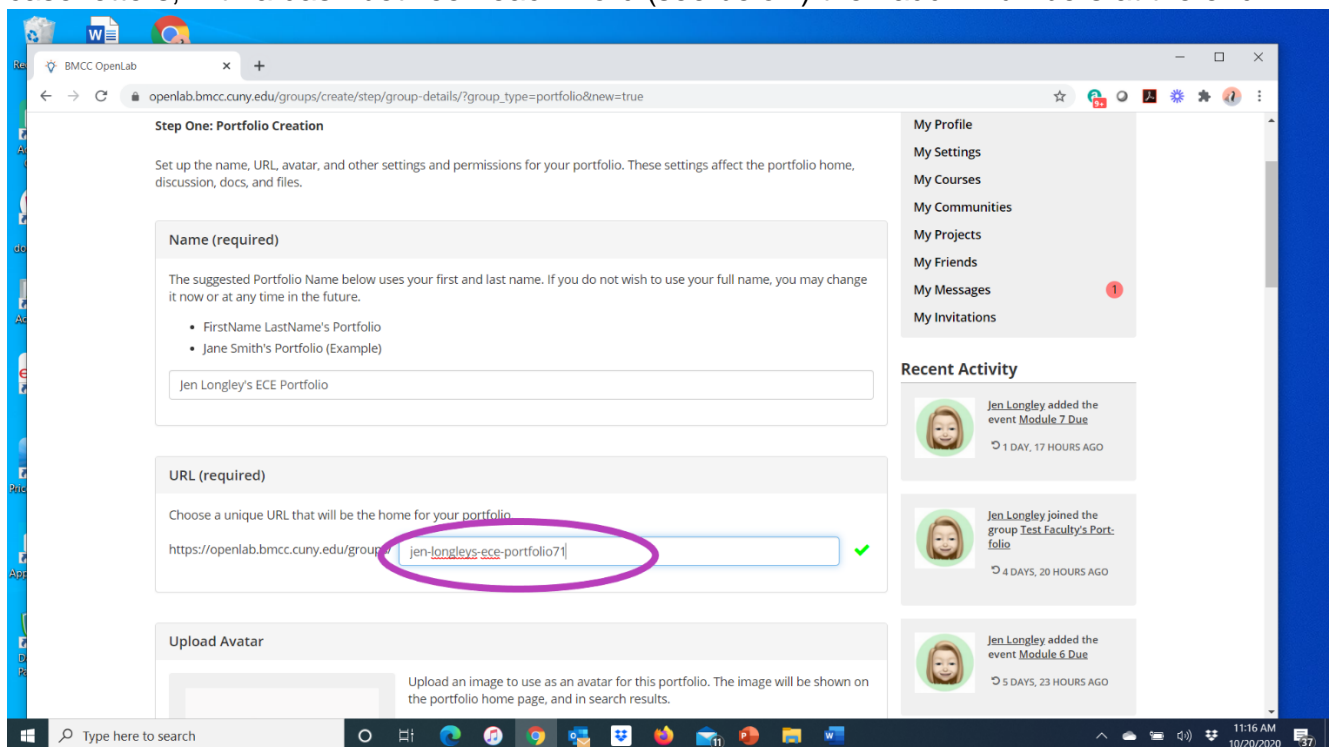 BMCC OpenLab
openlab.bmcc.cuny.edu/groups/create/step/group-details/?group_type=portfolio&new=true
Step One: Portfolio Creation
Set up the name, URL, avatar, and other settings and permissions for your portfolio. These settings affect the portfolio home,
discussion, docs, and files.
Name (required)
The suggested Portfolio Name below uses your first and last name. If you do not wish to use your full name, you may change
it now or at any time in the future.
• FirstName LastName's Portfolio
• Jane Smith's Portfolio (Example)
Jen Longley's ECE Portfolio
URL (required)
Choose a unique URL that will be the home for your portfolio
https://openlab.bmcc.cuny.edu/groups/ jen-longleys-ece-portfolio71
Upload Avatar
Upload an image to use as an avatar for this portfolio. The image will be shown on
the portfolio home page, and in search results.
My Profile
My Settings
My Courses
My Communities
My Projects
My Friends
My Messages 1
My Invitations
Recent Activity
Jen Longley added the
event Module 7 Due
1 DAY, 17 HOURS AGO
Jen Longley joined the
group Test Faculty's Port-
folio
4 DAYS, 20 HOURS AGO
Jen Longley added the
event Module 6 Due
5 DAYS, 23 HOURS AGO
Type here to search
11:16 AM
10/20/2020
37